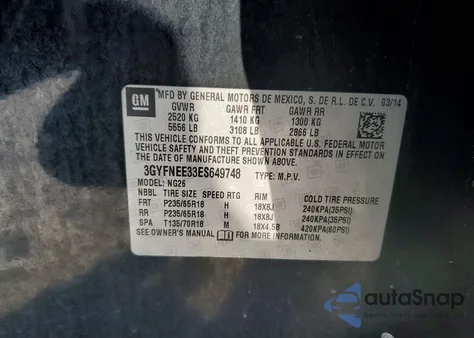 GM
MFD BY GENERAL MOTORS DE MEXICO, S. DE R.L. DE C.V. 03/14
GVWR GAWR FRT GAWR RR
2520 KG 1410 KG 1300 KG
5556 LB 3108 LB 2866 LB
THIS VEHICLE CONFORMS TO ALL APPLICABLE U.S. FEDERAL MOTOR
VEHICLE SAFETY AND THEFT PREVENTION STANDARDS IN EFFECT
ON THE DATE OF MANUFACTURE SHOWN ABOVE.
3GYFNEE33ES649748 TYPE: M.P.V.
MODEL: NG26
NBBL TIRE SIZE SPEED RTG RIM COLD TIRE PRESSURE
FRT P235/65R18 H 18X8J 240KPA(35PSI)
RR P235/65R18 H 18X8J 240KPA(35PSI)
SPA T135/70R18 M 18X4.5B 420KPA(60PSI)
SEE OWNER'S MANUAL FOR ADDITIONAL INFORMATION.
autoSnap